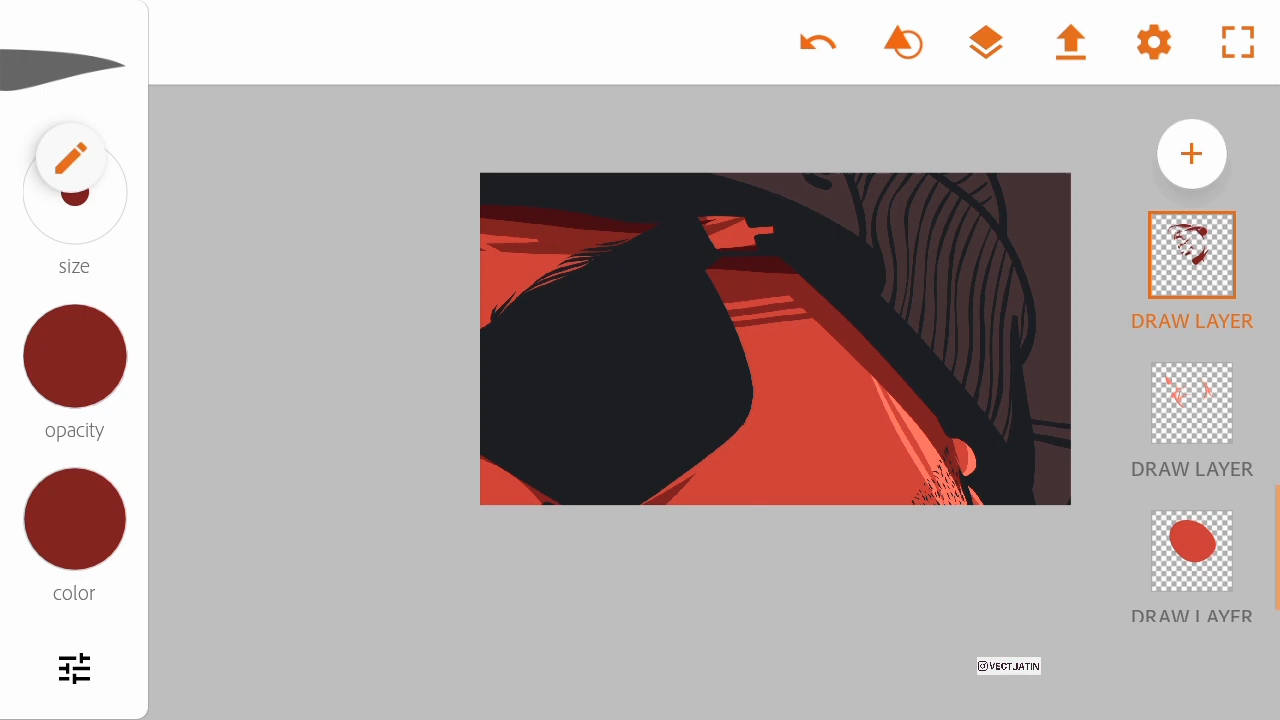 size
opacity
color
DRAW LAYER
DRAW LAYER
DRAW LAYER
@VECTJATIN